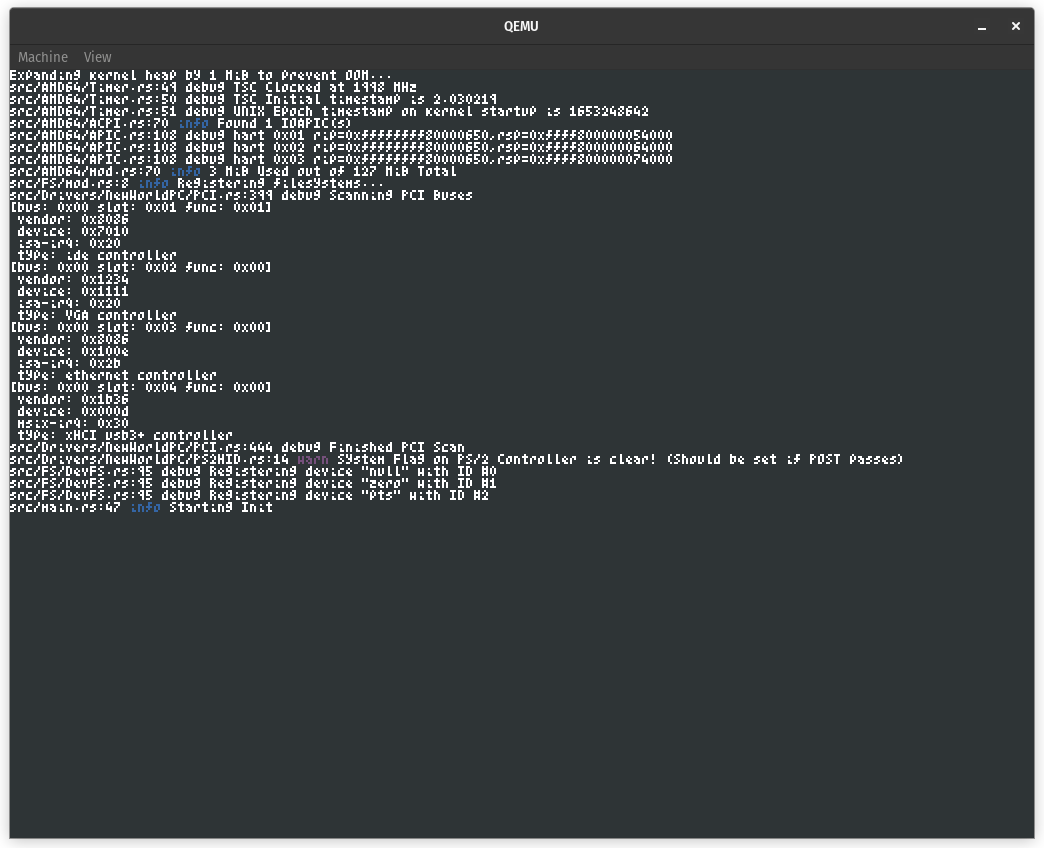 QEMU
Machine View
Expanding kernel heap by 1 MiB to prevent OOM...
src/AMD64/Timer.rs:49 debug TSC Clocked at 1998 MHz
src/AMD64/Timer.rs:50 debug TSC Initial timestamp is 2.030219
src/AMD64/Timer.rs:51 debug UNIX Epoch timestamp on kernel startup is 1653248642
src/AMD64/ACPI.rs:70 info Found 1 IOAPIC(s)
src/AMD64/APIC.rs:108 debug hart 0x01 rip=0xffffffff80000650,rsp=0xffff800000054000
src/AMD64/APIC.rs:108 debug hart 0x02 rip=0xffffffff80000650,rsp=0xffff800000064000
src/AMD64/APIC.rs:108 debug hart 0x03 rip=0xffffffff80000650,rsp=0xffff800000074000
src/AMD64/mod.rs:70 info 3 MiB Used out of 127 MiB Total
src/FS/mod.rs:8 info Registering filesystems...
src/Drivers/NewWorldPC/PCI.rs:399 debug Scanning PCI Buses
[bus: 0x00 slot: 0x01 func: 0x01]
vendor: 0x8086
device: 0x7010
isa-irq: 0x20
type: ide controller
[bus: 0x00 slot: 0x02 func: 0x00]
vendor: 0x1234
device: 0x1111
isa-irq: 0x20
type: VGA controller
[bus: 0x00 slot: 0x03 func: 0x00]
vendor: 0x8086
device: 0x100e
isa-irq: 0x2b
type: ethernet controller
[bus: 0x00 slot: 0x04 func: 0x00]
vendor: 0x1b36
device: 0x000d
msix-irq: 0x30
type: xHCI usb3+ controller
src/Drivers/NewWorldPC/PCI.rs:444 debug Finished PCI Scan
src/Drivers/NewWorldPC/PS2HID.rs:14 warn System Flag on PS/2 Controller is clear! (Should be set if POST passes)
src/FS/DevFS.rs:95 debug Registering device "null" with ID #0
src/FS/DevFS.rs:95 debug Registering device "zero" with ID #1
src/FS/DevFS.rs:95 debug Registering device "pts" with ID #2
src/main.rs:47 info Starting Init